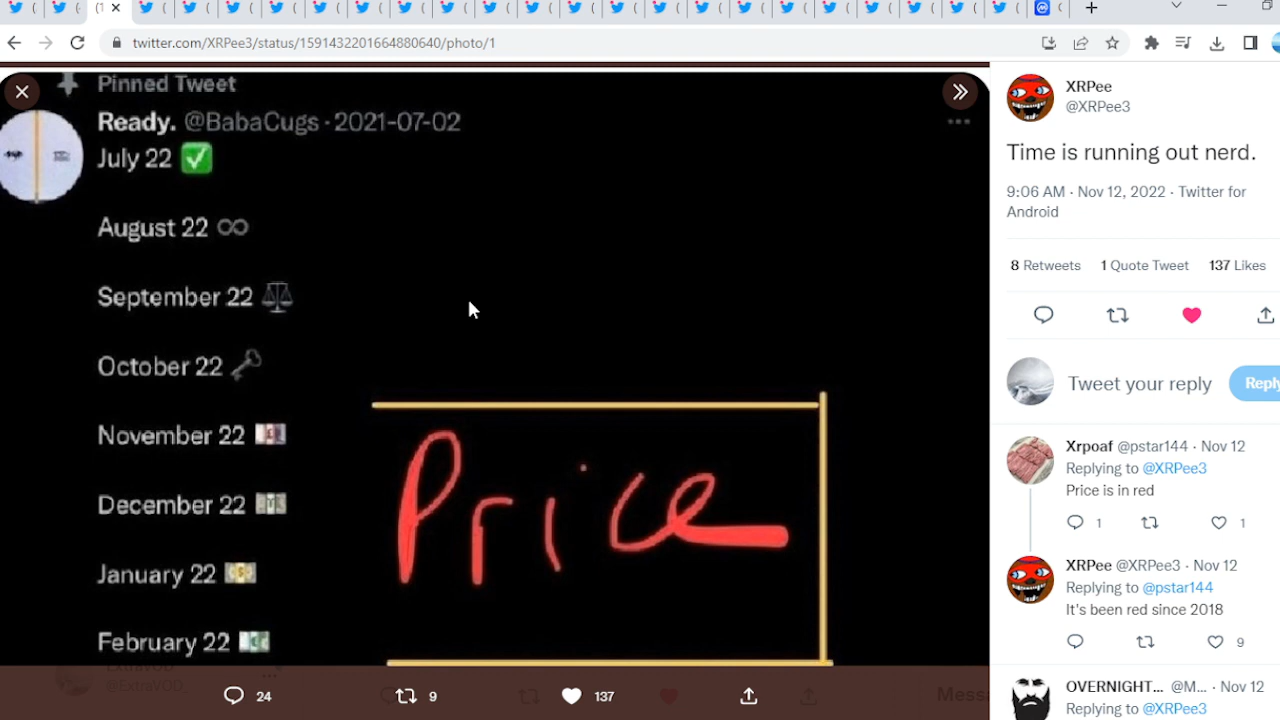 twitter.com/XRPee3/status/1591432201664880640/photo/1
Pinned Tweet
Ready. @BabaCugs · 2021-07-02
July 22 ✅
August 22 ♾
September 22 ⚖
October 22 🗝
November 22 💷
December 22 💴
January 22 💵
February 22 💶
Price
ExtraVOD
@ExtraVOD_
24
9
137
Messa
XRPee
@XRPee3
Time is running out nerd.
9:06 AM · Nov 12, 2022 · Twitter for
Android
8 Retweets 1 Quote Tweet 137 Likes
Tweet your reply
Reply
Xrpoaf @pstar144 · Nov 12
Replying to @XRPee3
Price is in red
1 1
XRPee @XRPee3 · Nov 12
Replying to @pstar144
It's been red since 2018
9
OVERNIGHT... @M... · Nov 12
Replying to @XRPee3